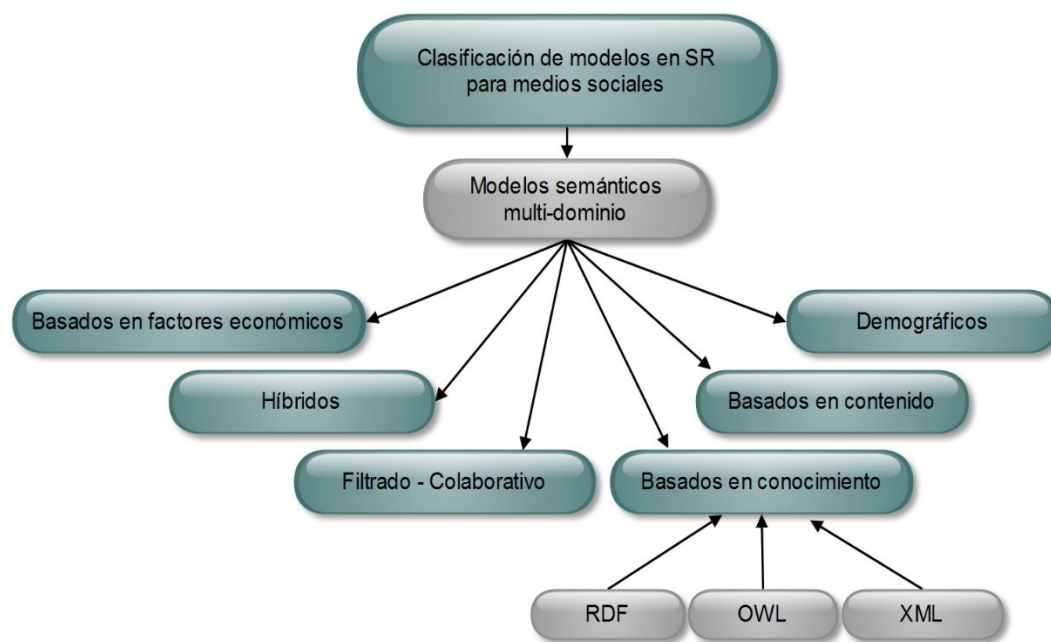 Clasificación de modelos en SR
para medios sociales
Modelos semánticos
multi-dominio
Basados en factores económicos
Demográficos
Híbridos
Basados en contenido
Filtrado - Colaborativo
Basados en conocimiento
RDF
OWL
XML